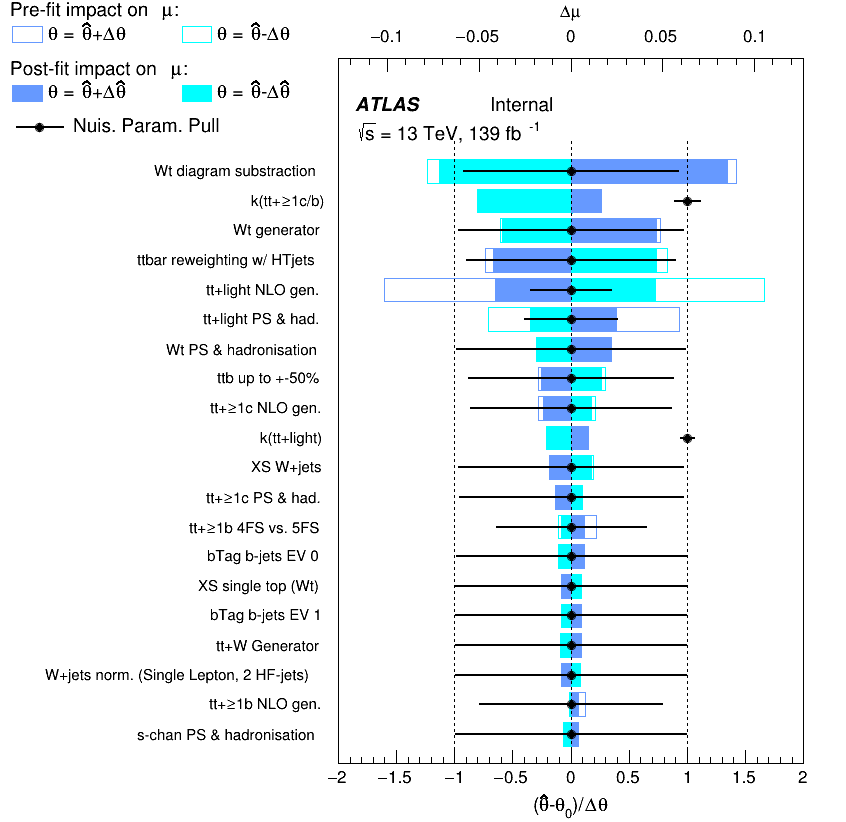 Pre-fit impact on μ:
θ = θ̂+Δθ θ = θ̂-Δθ
Post-fit impact on μ:
θ = θ̂+Δθ̂ θ = θ̂-Δθ̂
Nuis. Param. Pull
Δμ
−0.1 −0.05 0 0.05 0.1
ATLAS Internal
√s = 13 TeV, 139 fb⁻¹
Wt diagram substraction
k(tt+≥1c/b)
Wt generator
ttbar reweighting w/ HTjets
tt+light NLO gen.
tt+light PS & had.
Wt PS & hadronisation
ttb up to +-50%
tt+≥1c NLO gen.
k(tt+light)
XS W+jets
tt+≥1c PS & had.
tt+≥1b 4FS vs. 5FS
bTag b-jets EV 0
XS single top (Wt)
bTag b-jets EV 1
tt+W Generator
W+jets norm. (Single Lepton, 2 HF-jets)
tt+≥1b NLO gen.
s-chan PS & hadronisation
−2 −1.5 −1 −0.5 0 0.5 1 1.5 2
(θ̂-θ₀)/Δθ